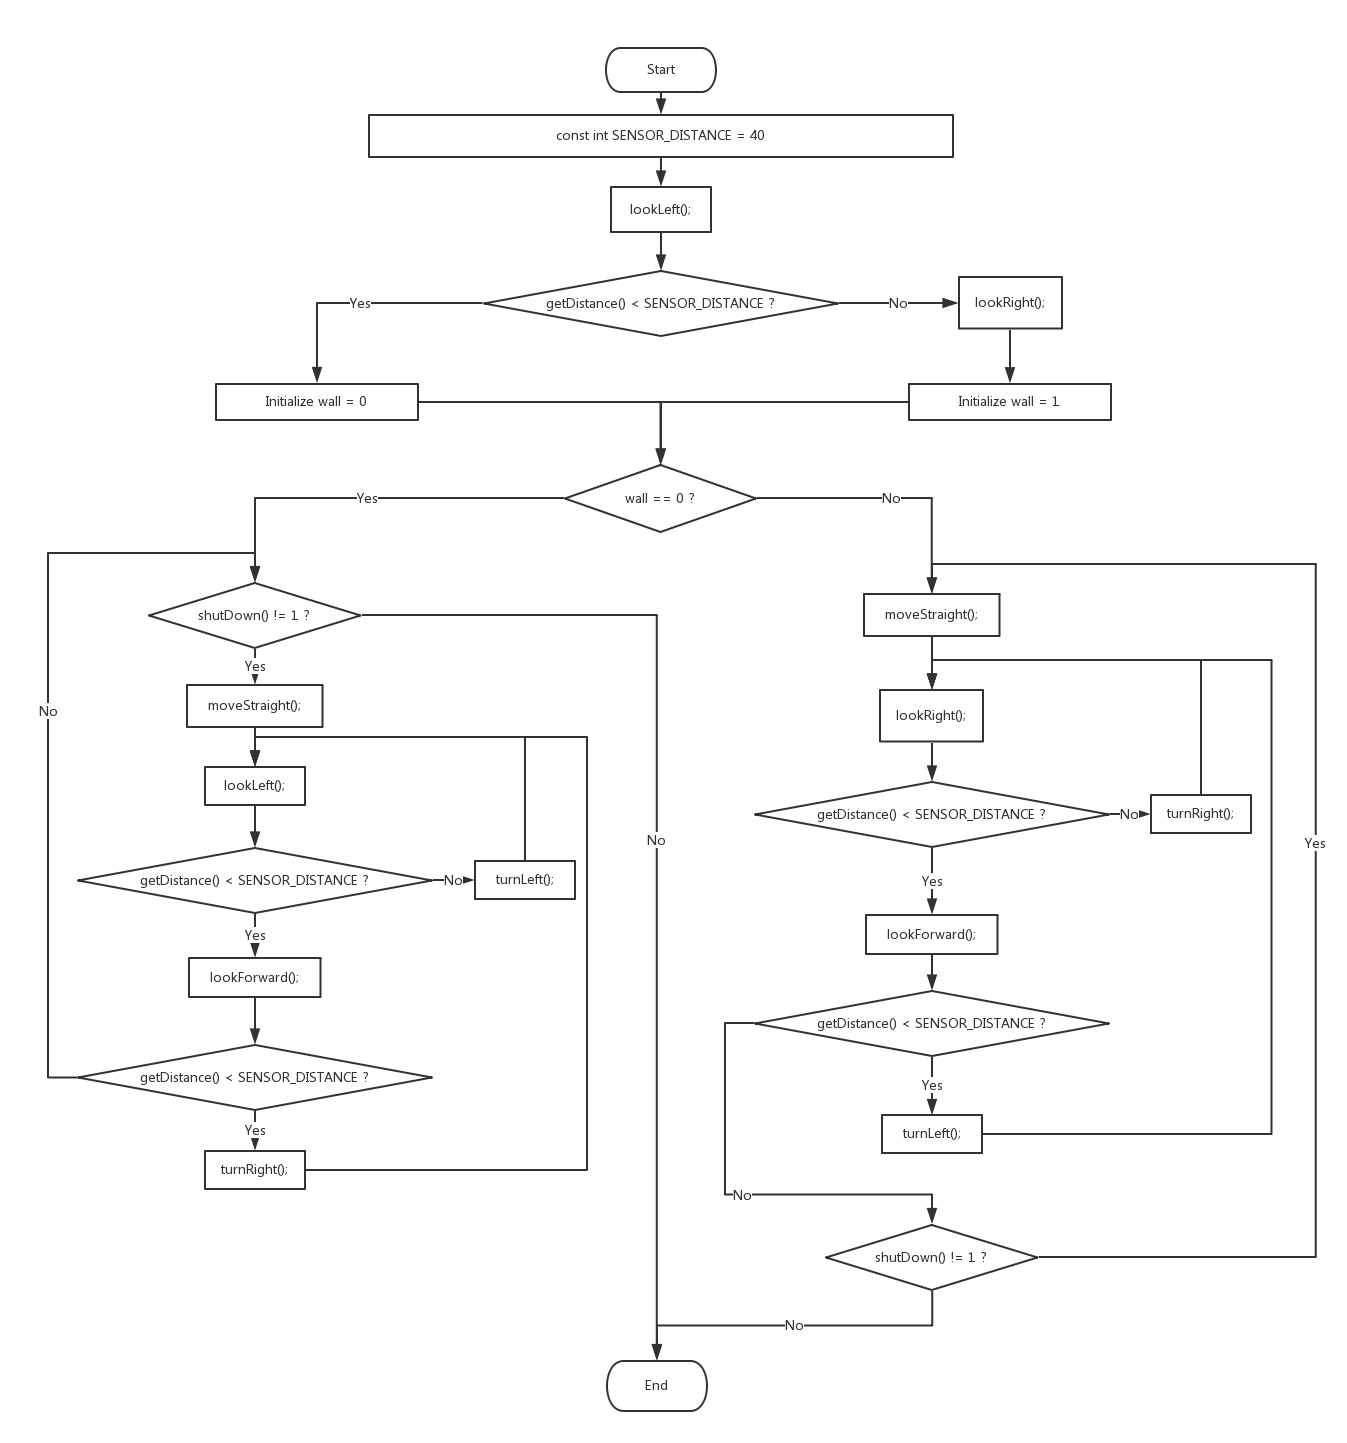 Start
const int SENSOR_DISTANCE = 40
lookLeft();
Yes
getDistance() < SENSOR_DISTANCE ?
No
lookRight();
Initialize wall = 0
Initialize wall = 1
Yes
wall == 0 ?
No
shutDown() != 1 ?
Yes
No
moveStraight();
lookLeft();
getDistance() < SENSOR_DISTANCE ?
No
turnLeft();
Yes
lookForward();
getDistance() < SENSOR_DISTANCE ?
Yes
turnRight();
No
moveStraight();
lookRight();
getDistance() < SENSOR_DISTANCE ?
No
turnRight();
Yes
Yes
lookForward();
getDistance() < SENSOR_DISTANCE ?
Yes
turnLeft();
No
shutDown() != 1 ?
No
End